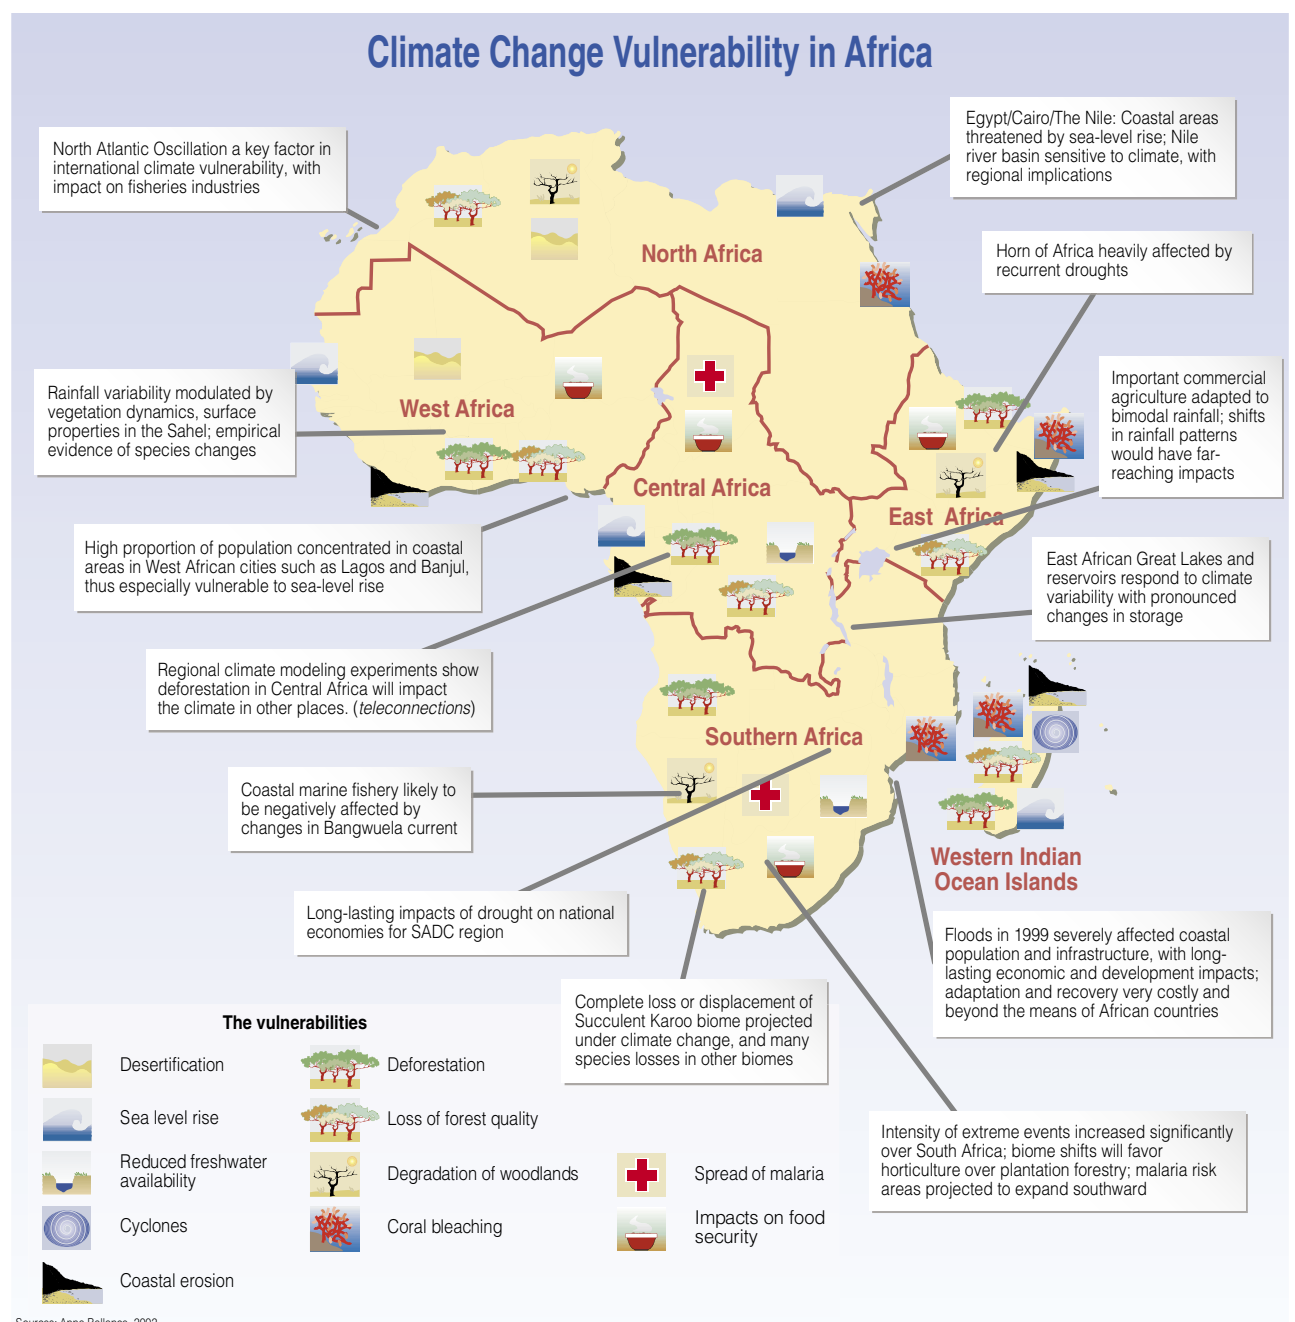 Climate Change Vulnerability in Africa
North Atlantic Oscillation a key factor in
international climate vulnerability, with
impact on fisheries industries
Egypt/Cairo/The Nile: Coastal areas
threatened by sea-level rise; Nile
river basin sensitive to climate, with
regional implications
North Africa
Horn of Africa heavily affected by
recurrent droughts
Rainfall variability modulated by
vegetation dynamics, surface
properties in the Sahel; empirical
evidence of species changes
West Africa
Important commercial
agriculture adapted to
bimodal rainfall; shifts
in rainfall patterns
would have far-
reaching impacts
Central Africa
East Africa
High proportion of population concentrated in coastal
areas in West African cities such as Lagos and Banjul,
thus especially vulnerable to sea-level rise
East African Great Lakes and
reservoirs respond to climate
variability with pronounced
changes in storage
Regional climate modeling experiments show
deforestation in Central Africa will impact
the climate in other places. (teleconnections)
Southern Africa
Coastal marine fishery likely to
be negatively affected by
changes in Bangwuela current
Western Indian
Ocean Islands
Long-lasting impacts of drought on national
economies for SADC region
Floods in 1999 severely affected coastal
population and infrastructure, with long-
lasting economic and development impacts;
adaptation and recovery very costly and
beyond the means of African countries
Complete loss or displacement of
Succulent Karoo biome projected
under climate change, and many
species losses in other biomes
Intensity of extreme events increased significantly
over South Africa; biome shifts will favor
horticulture over plantation forestry; malaria risk
areas projected to expand southward
The vulnerabilities
Desertification
Sea level rise
Reduced freshwater
availability
Cyclones
Coastal erosion
Deforestation
Loss of forest quality
Degradation of woodlands
Coral bleaching
Spread of malaria
Impacts on food
security